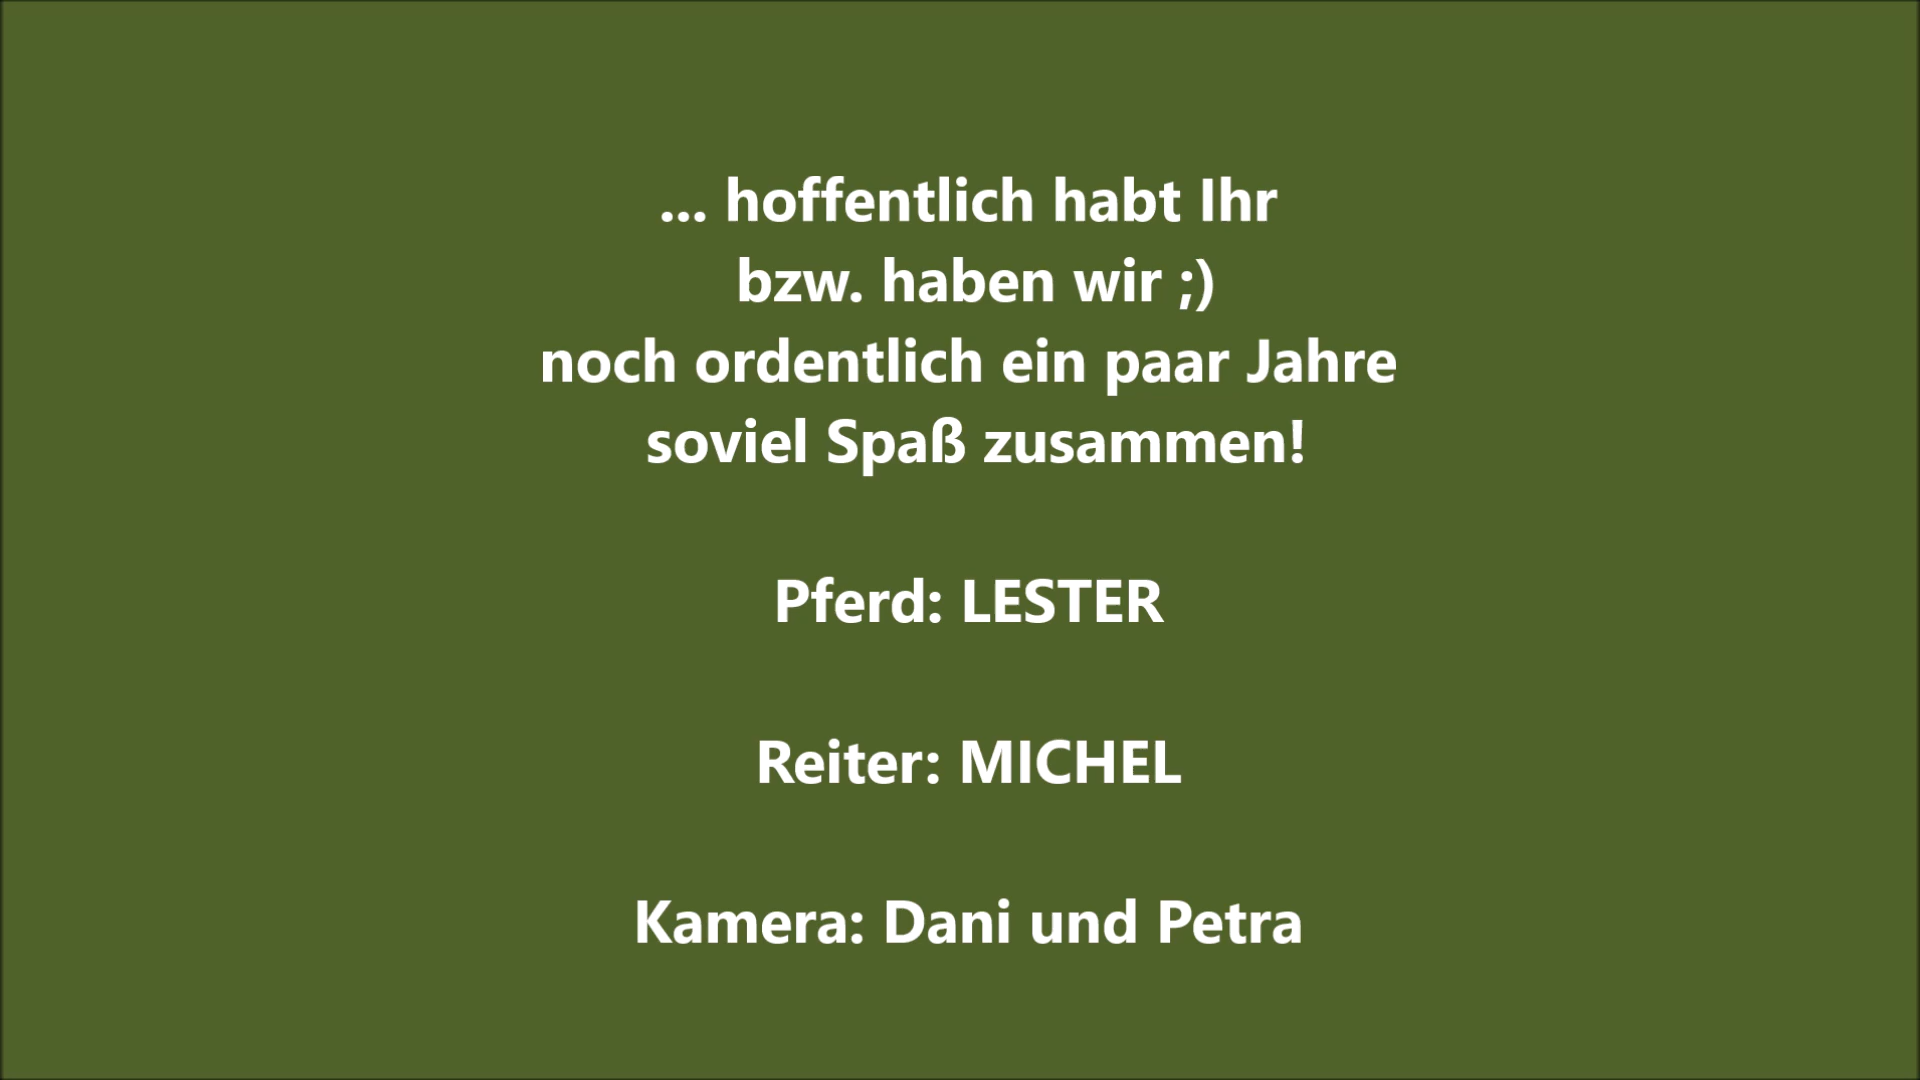 ... hoffentlich habt Ihr
bzw. haben wir ;)
noch ordentlich ein paar Jahre
soviel Spaß zusammen!
Pferd: LESTER
Reiter: MICHEL
Kamera: Dani und Petra